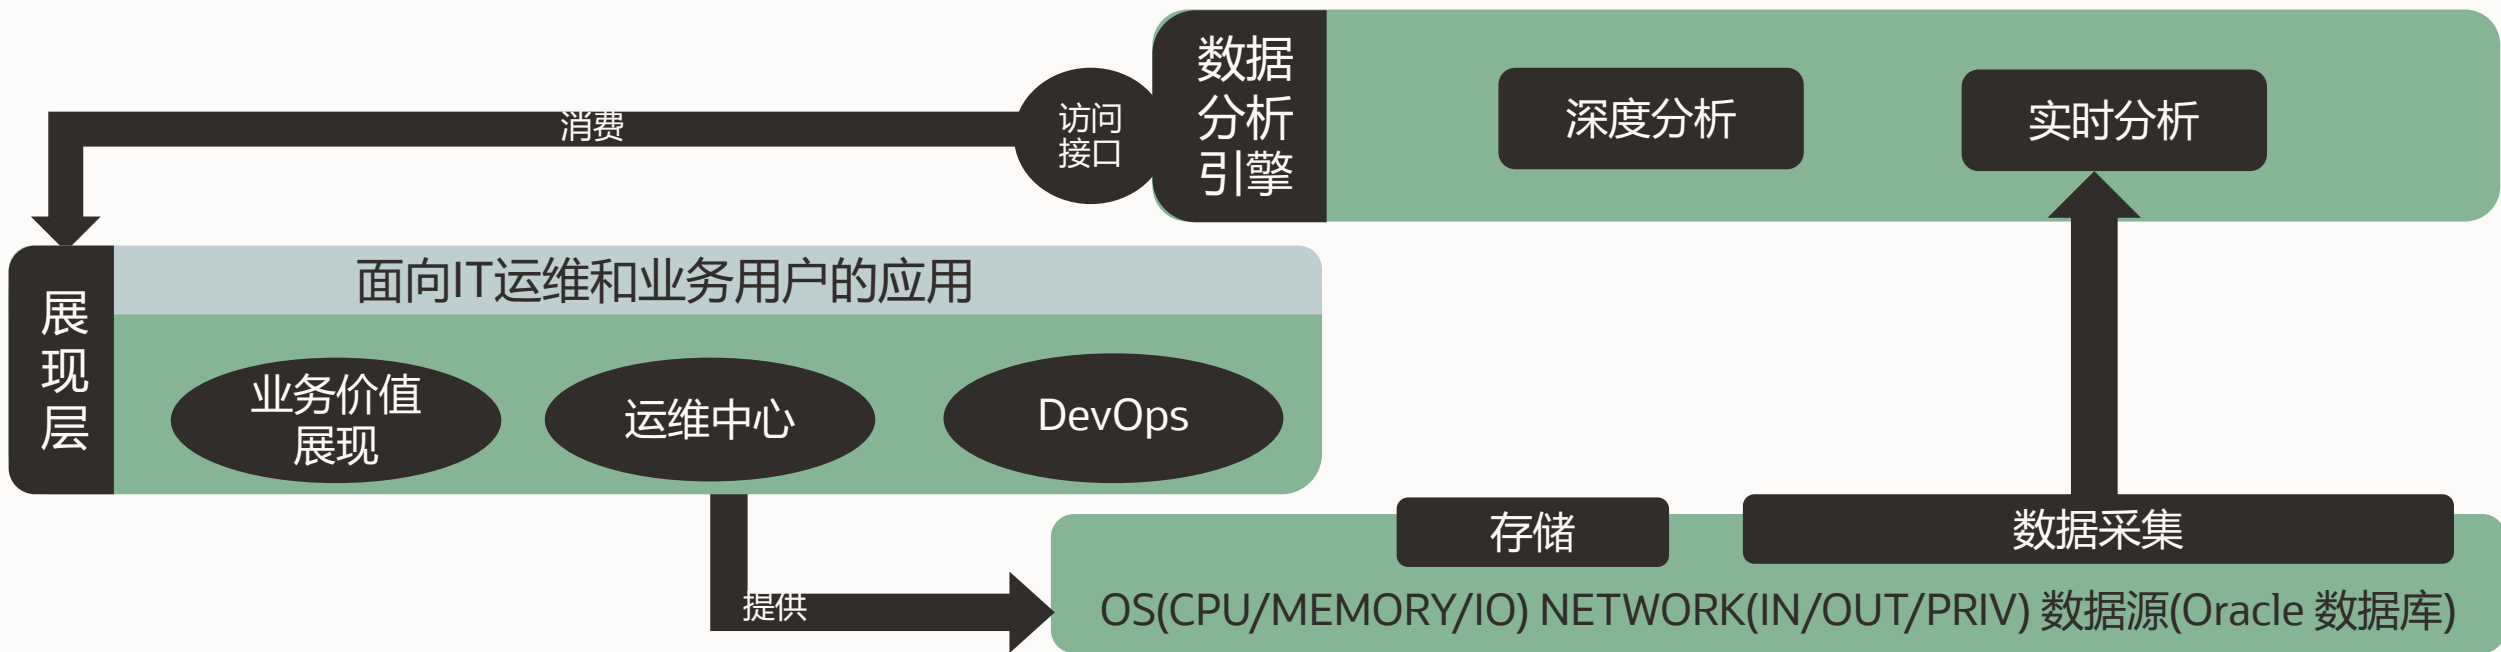 数据
分析
引擎
深度分析
实时分析
访问
接口
消费
展
现
层
面向IT运维和业务用户的应用
业务价值
展现
运维中心
DevOps
提供
存储
数据采集
OS(CPU/MEMORY/IO) NETWORK(IN/OUT/PRIV) 数据源(Oracle 数据库)